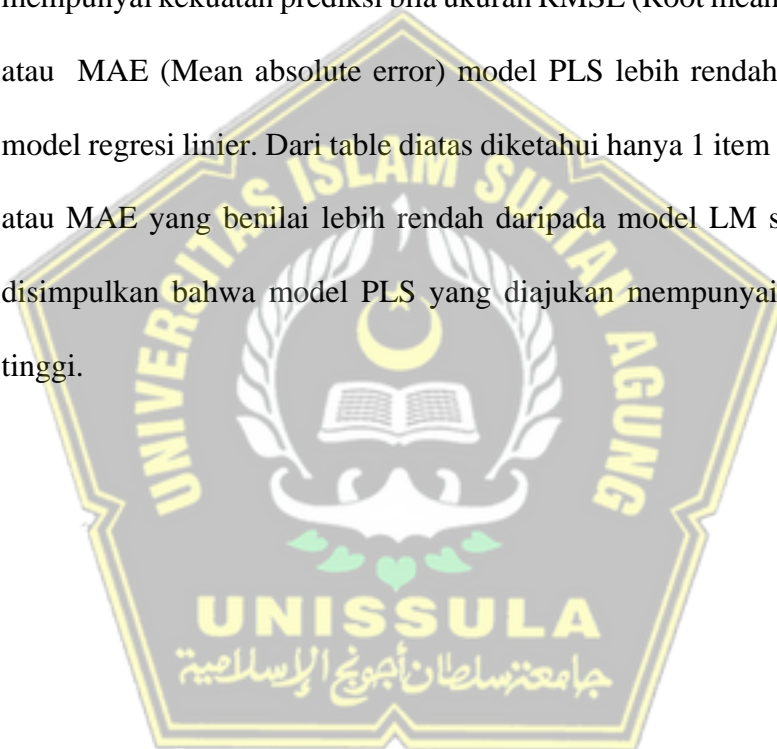 mempunyai kekuatan prediksi bila ukuran RMSE (Root mean
atau MAE (Mean absolute error) model PLS lebih rendah
model regresi linier. Dari table diatas diketahui hanya 1 item
atau MAE yang benilai lebih rendah daripada model LM s
disimpulkan bahwa model PLS yang diajukan mempunyai
tinggi.
UNIVERSITAS ISLAM SULTAN AGUNG
UNISSULA
جامعة سلطان أجونج الإسلامية